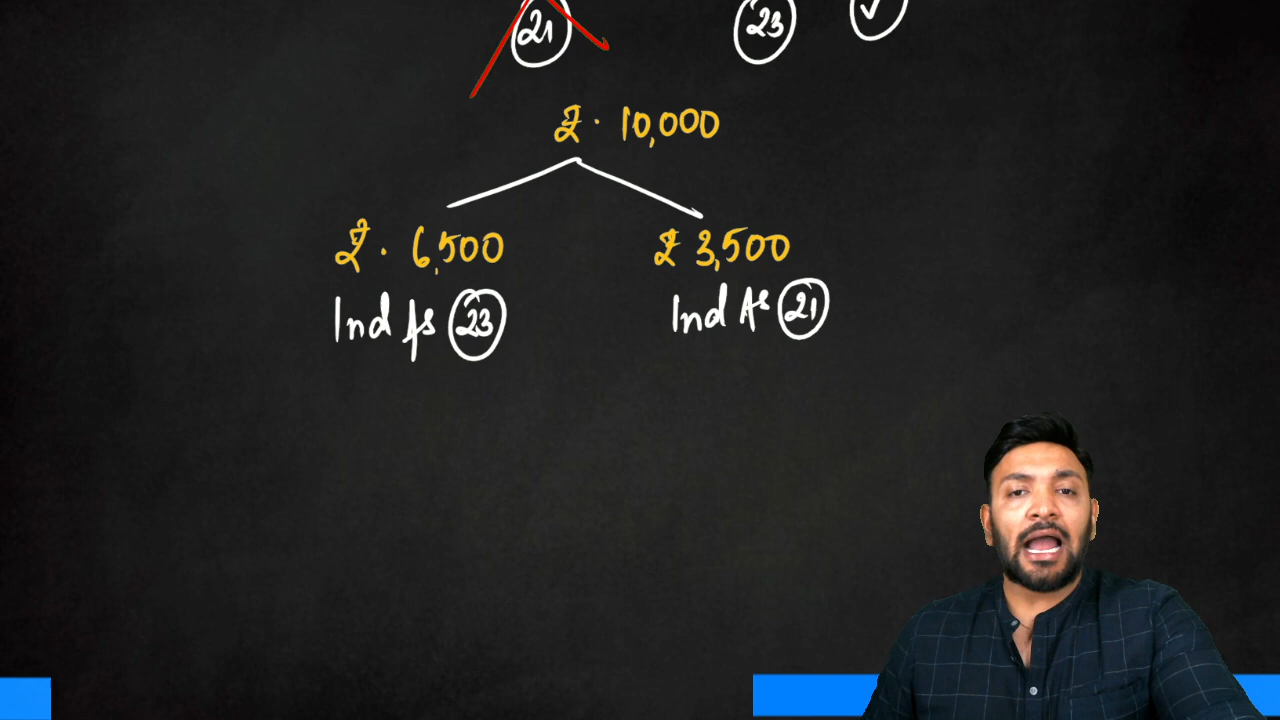 21 23 ✓
₹. 10,000
₹. 6,500 ₹ 3,500
Ind As 23 Ind As 21